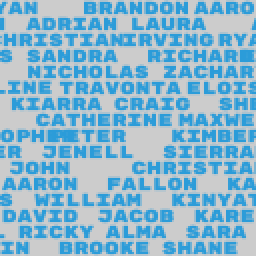 YAN BRANDON AARO
ADRIAN LAURA
CHRISTIAN IRVING RYA
S SANDRA RICHAR
NICHOLAS ZACHAR
LINE TRAVONTA ELOIS
KIARRA CRAIG SHE
CATHERINE MAXWE
OPHE PETER KIMBER
ER JENELL SIERRA
JOHN CHRISTIA
AARON FALLON KA
S WILLIAM KINYAT
DAVID JACOB KARE
L RICKY ALMA SARA
IN BROOKE SHANE